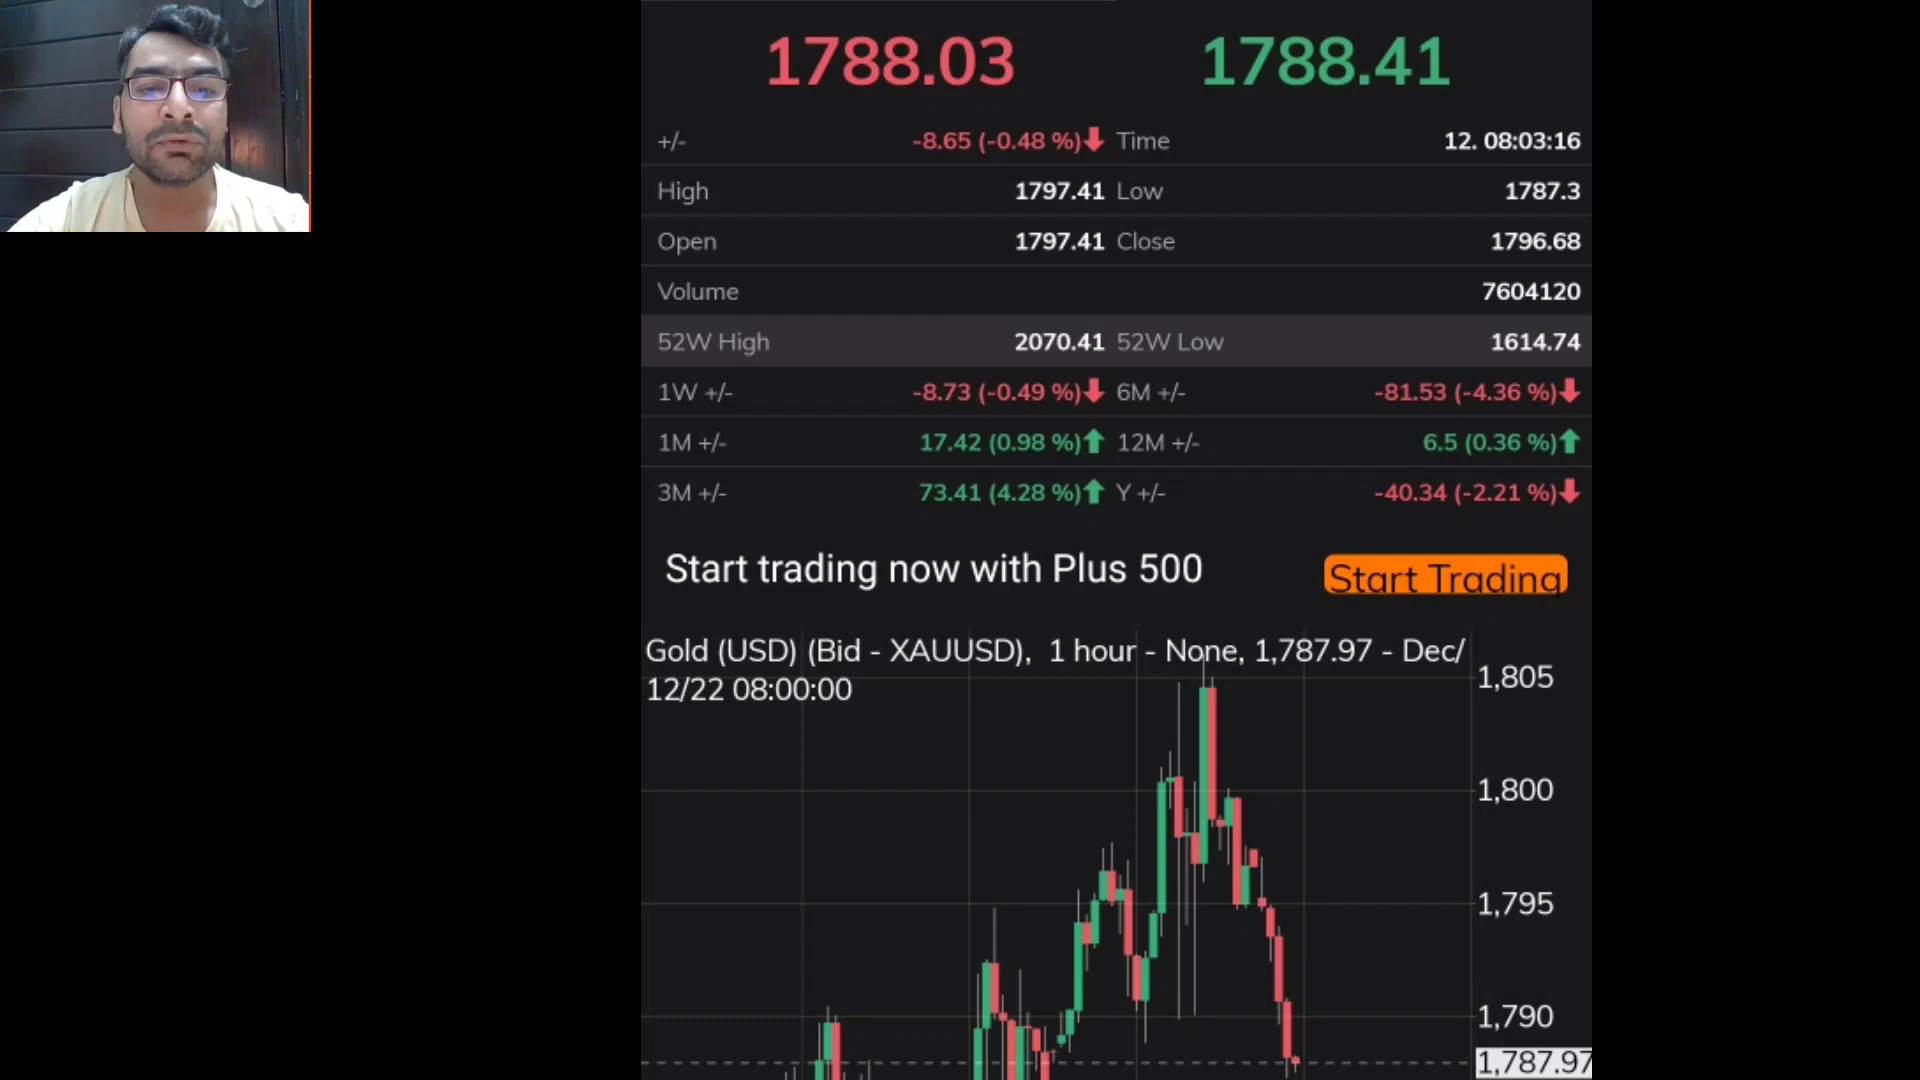 1788.03 1788.41
+/- -8.65 (-0.48 %) Time 12. 08:03:16
High 1797.41 Low 1787.3
Open 1797.41 Close 1796.68
Volume 7604120
52W High 2070.41 52W Low 1614.74
1W +/- -8.73 (-0.49 %) 6M +/- -81.53 (-4.36 %)
1M +/- 17.42 (0.98 %) 12M +/- 6.5 (0.36 %)
3M +/- 73.41 (4.28 %) Y +/- -40.34 (-2.21 %)
Start trading now with Plus 500 Start Trading
Gold (USD) (Bid - XAUUSD), 1 hour - None, 1,787.97 - Dec/
12/22 08:00:00
1,805
1,800
1,795
1,790
1,787.97